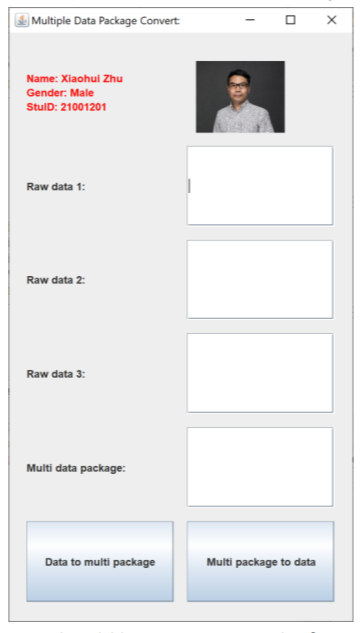 Multiple Data Package Convert:
Name: Xiaohui Zhu
Gender: Male
StuID: 21001201
Raw data 1:
Raw data 2:
Raw data 3:
Multi data package:
Data to multi package
Multi package to data